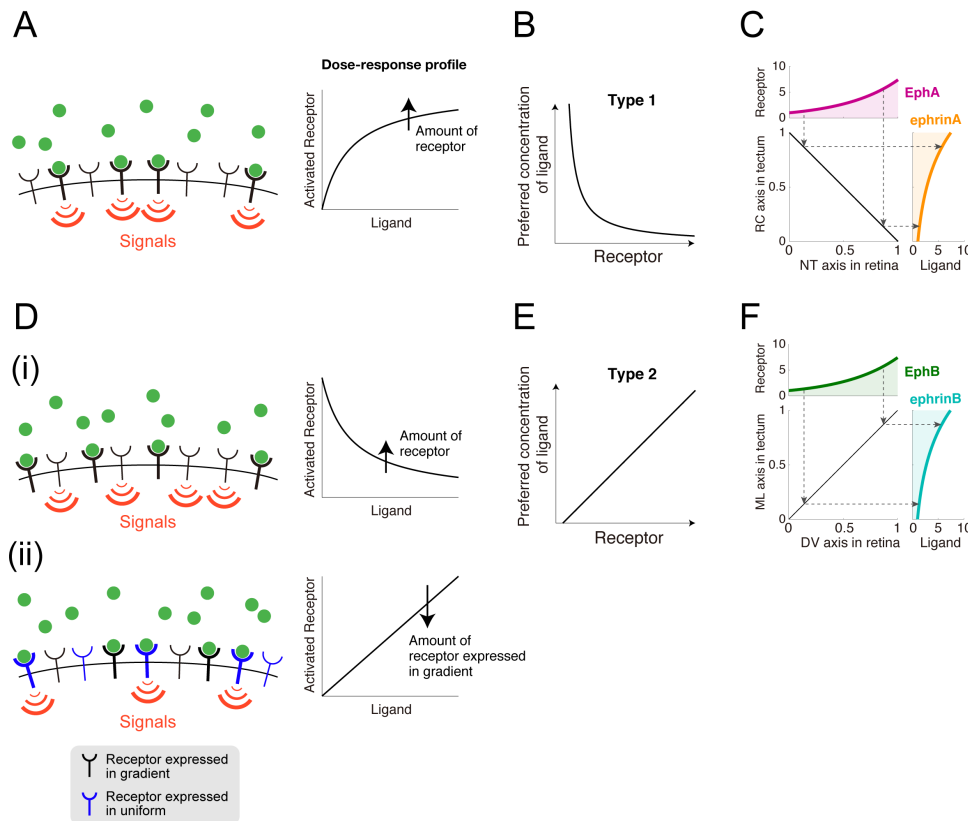 A
Dose-response profile
Activated Receptor
Amount of
receptor
Ligand
Signals
B
Type 1
Preferred concentration
of ligand
Receptor
C
Receptor
10
5
0
EphA
ephrinA
RC axis in tectum
1
0.5
0
0
0.5
1
NT axis in retina
0
5
10
Ligand
D
(i)
Activated Receptor
Amount of
receptor
Ligand
Signals
(ii)
Activated Receptor
Amount of
receptor expressed
in gradient
Ligand
Signals
Receptor expressed
in gradient
Receptor expressed
in uniform
E
Type 2
Preferred concentration
of ligand
Receptor
F
Receptor
10
5
0
EphB
ephrinB
ML axis in tectum
1
0.5
0
0
0.5
1
DV axis in retina
0
5
10
Ligand